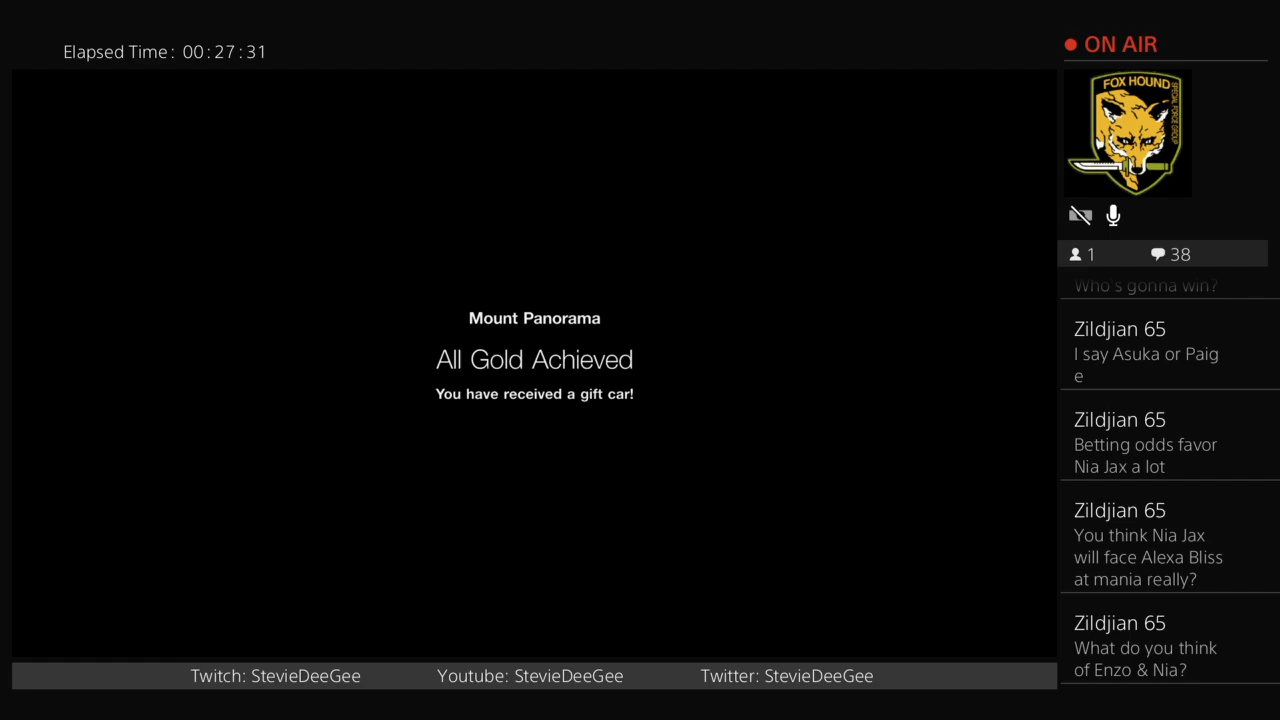 Elapsed Time: 00:27:31
ON AIR
FOX HOUND
SPECIAL FORCE GROUP
1
38
Who's gonna win?
Zildjian 65
I say Asuka or Paig
e
Zildjian 65
Betting odds favor
Nia Jax a lot
Zildjian 65
You think Nia Jax
will face Alexa Bliss
at mania really?
Zildjian 65
What do you think
of Enzo & Nia?
Mount Panorama
All Gold Achieved
You have received a gift car!
Twitch: StevieDeeGee
Youtube: StevieDeeGee
Twitter: StevieDeeGee